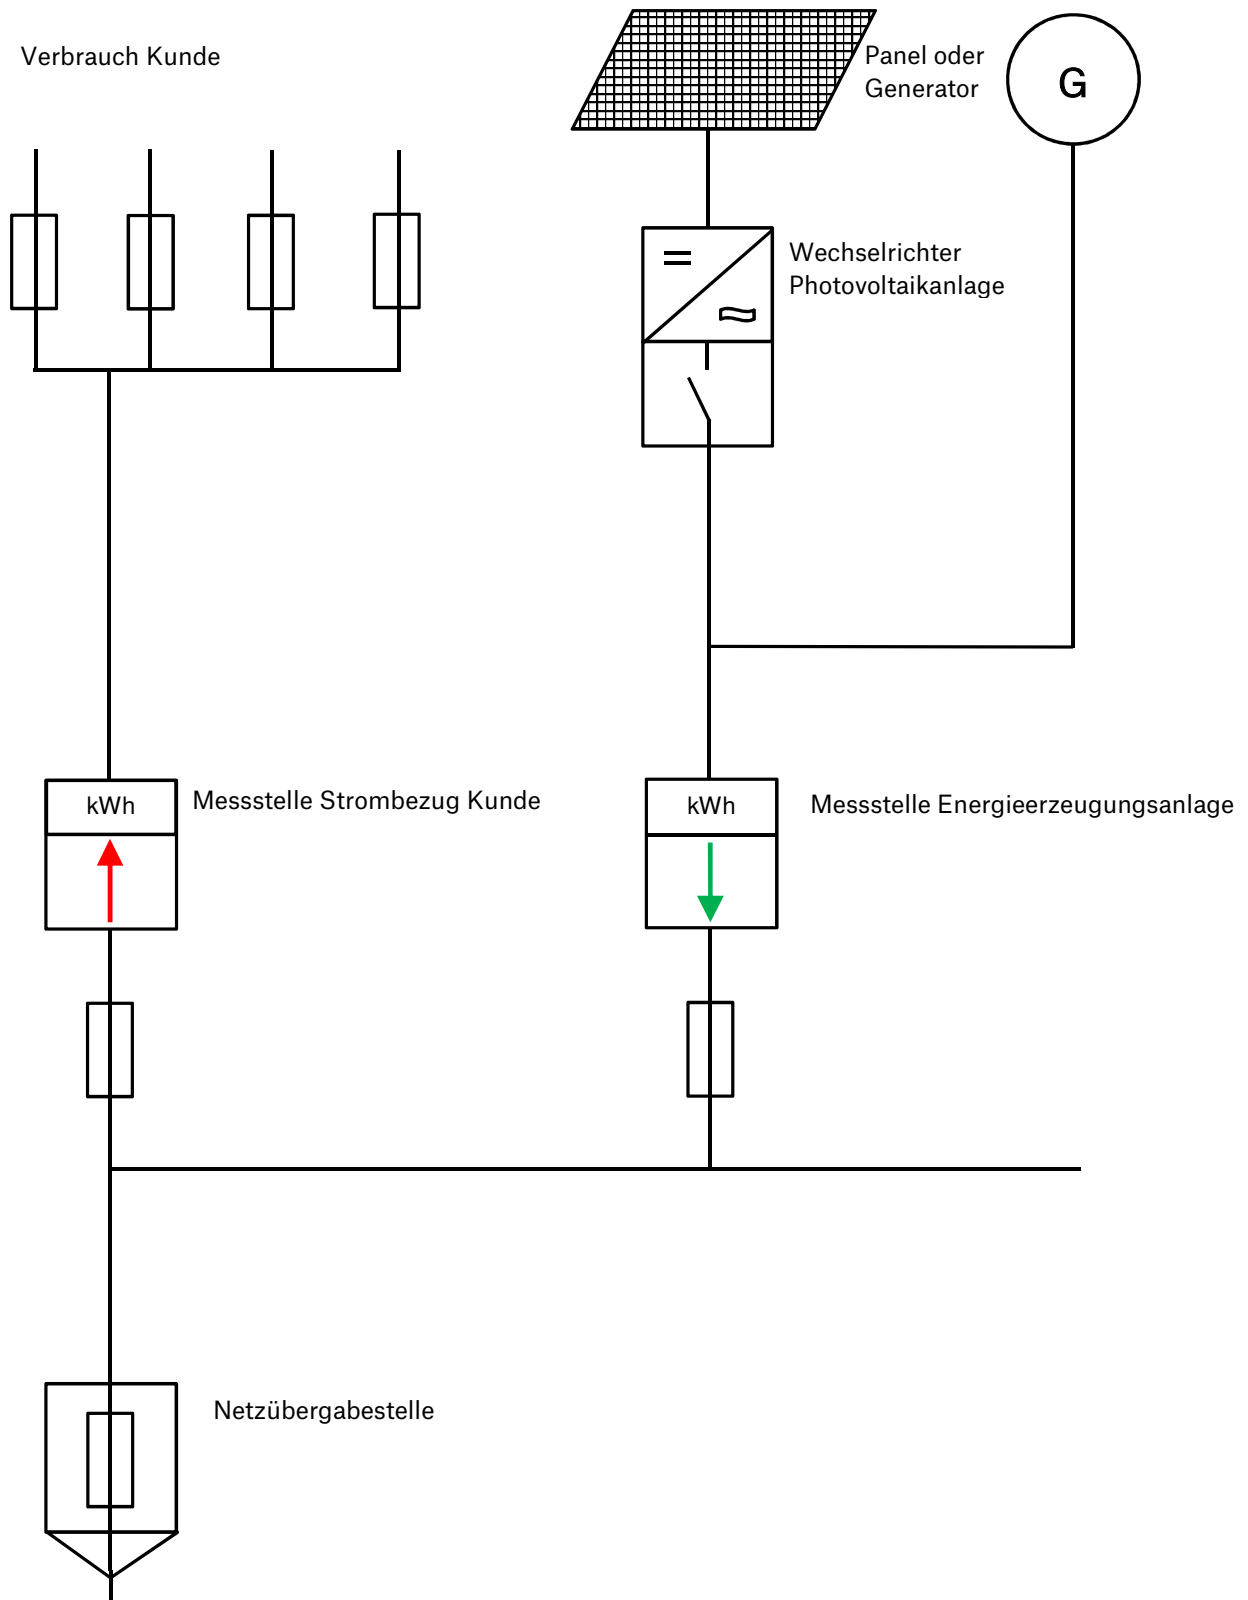 Verbrauch Kunde
Panel oder
Generator
G
Wechselrichter
Photovoltaikanlage
kWh
Messstelle Strombezug Kunde
kWh
Messstelle Energieerzeugungsanlage
Netzübergabestelle